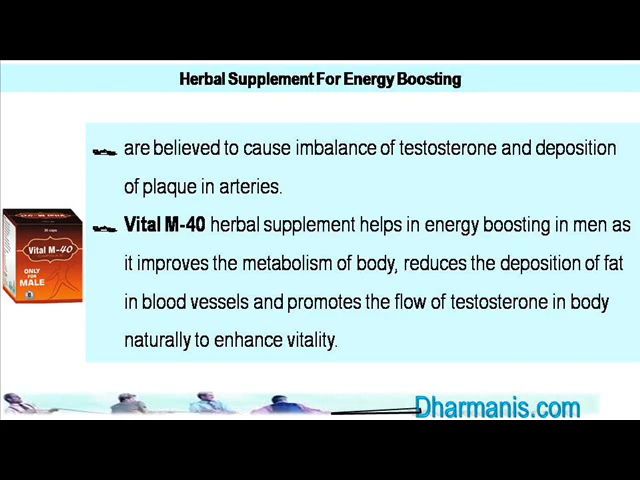 Herbal Supplement For Energy Boosting
are believed to cause imbalance of testosterone and deposition
of plaque in arteries.
Vital M-40 herbal supplement helps in energy boosting in men as
it improves the metabolism of body, reduces the deposition of fat
in blood vessels and promotes the flow of testosterone in body
naturally to enhance vitality.
Vital M-40
ONLY
FOR
MALE
Dharmanis.com